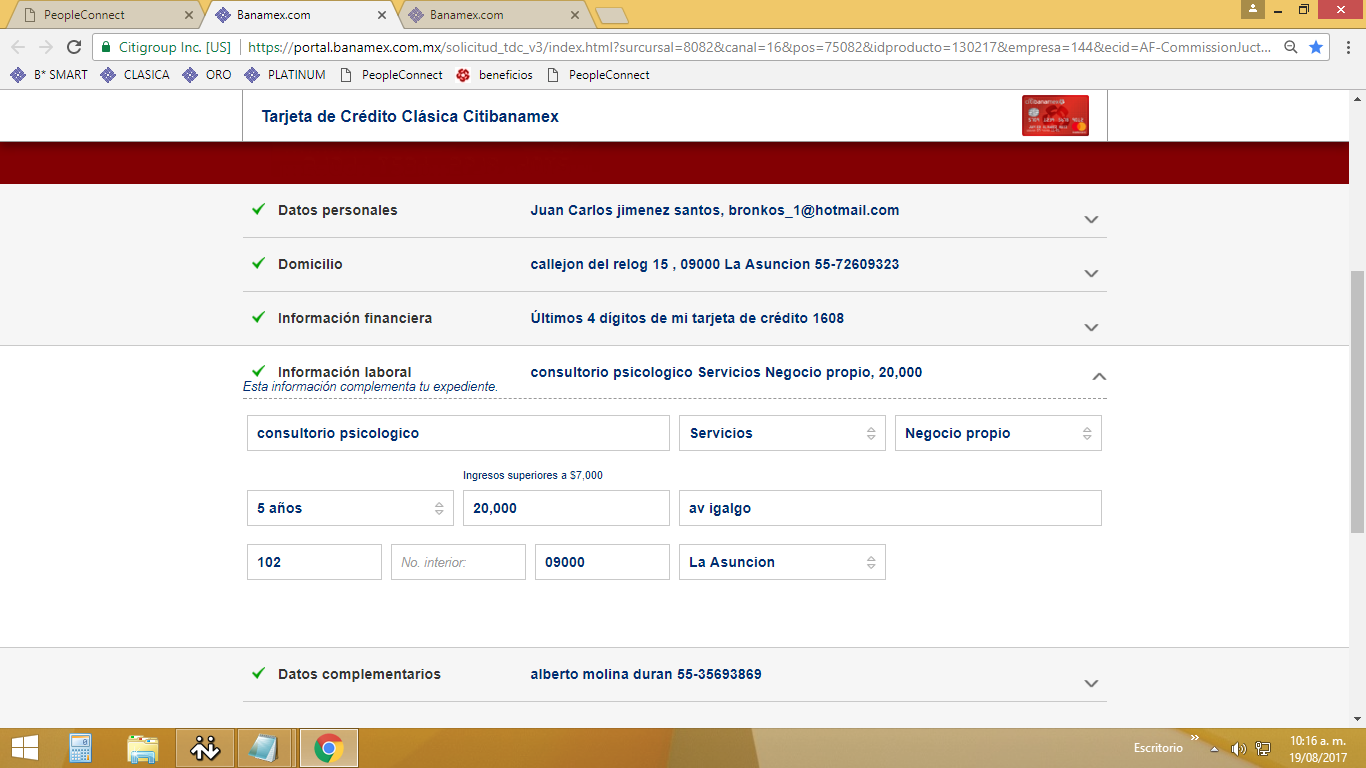 PeopleConnect
Banamex.com
Banamex.com
Citigroup Inc. [US] https://portal.banamex.com.mx/solicitud_tdc_v3/index.html?surcursal=8082&canal=16&pos=75082&idproducto=130217&empresa=144&ecid=AF-CommissionJuct...
B* SMART CLASICA ORO PLATINUM PeopleConnect beneficios PeopleConnect
Tarjeta de Crédito Clásica Citibanamex
Datos personales Juan Carlos jimenez santos, bronkos_1@hotmail.com
Domicilio callejon del relog 15 , 09000 La Asuncion 55-72609323
Información financiera Últimos 4 dígitos de mi tarjeta de crédito 1608
Información laboral consultorio psicologico Servicios Negocio propio, 20,000
Esta información complementa tu expediente.
consultorio psicologico Servicios Negocio propio
Ingresos superiores a $7,000
5 años 20,000 av igalgo
102 No. interior: 09000 La Asuncion
Datos complementarios alberto molina duran 55-35693869
Escritorio
10:16 a. m.
19/08/2017